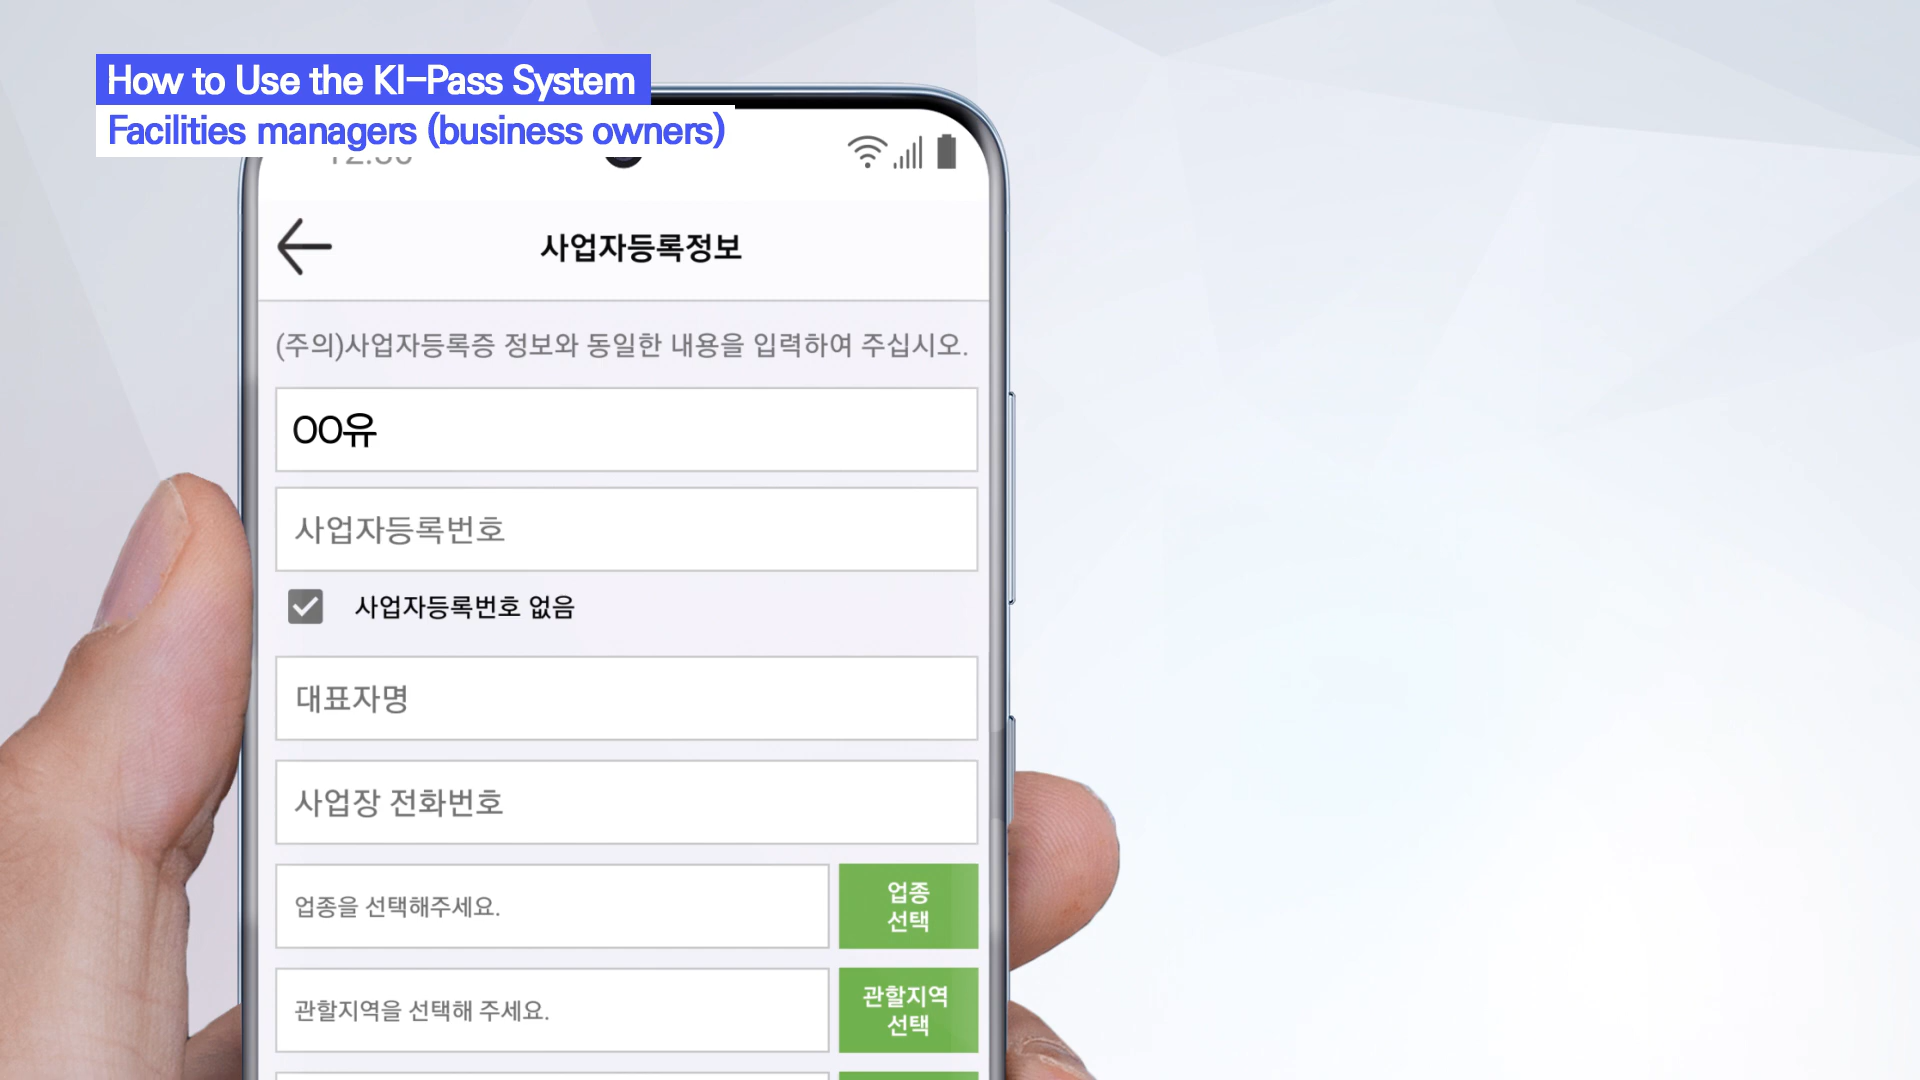 How to Use the KI-Pass System
Facilities managers (business owners)
사업자등록정보
(주의)사업자등록증 정보와 동일한 내용을 입력하여 주십시오.
OO유
사업자등록번호
사업자등록번호 없음
대표자명
사업장 전화번호
업종을 선택해주세요.
업종
선택
관할지역을 선택해 주세요.
관할지역
선택